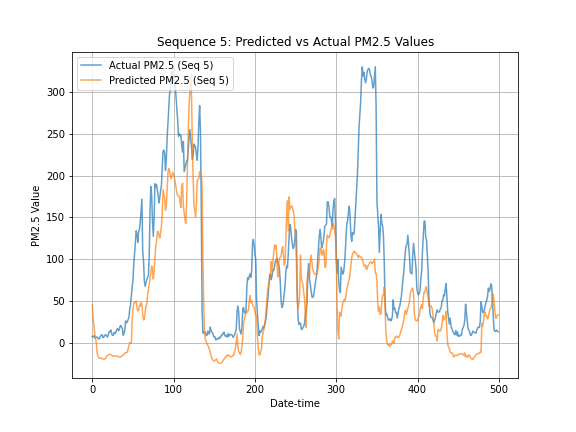 Sequence 5: Predicted vs Actual PM2.5 Values
Actual PM2.5 (Seq 5)
Predicted PM2.5 (Seq 5)
PM2.5 Value
300
250
200
150
100
50
0
0 100 200 300 400 500
Date-time